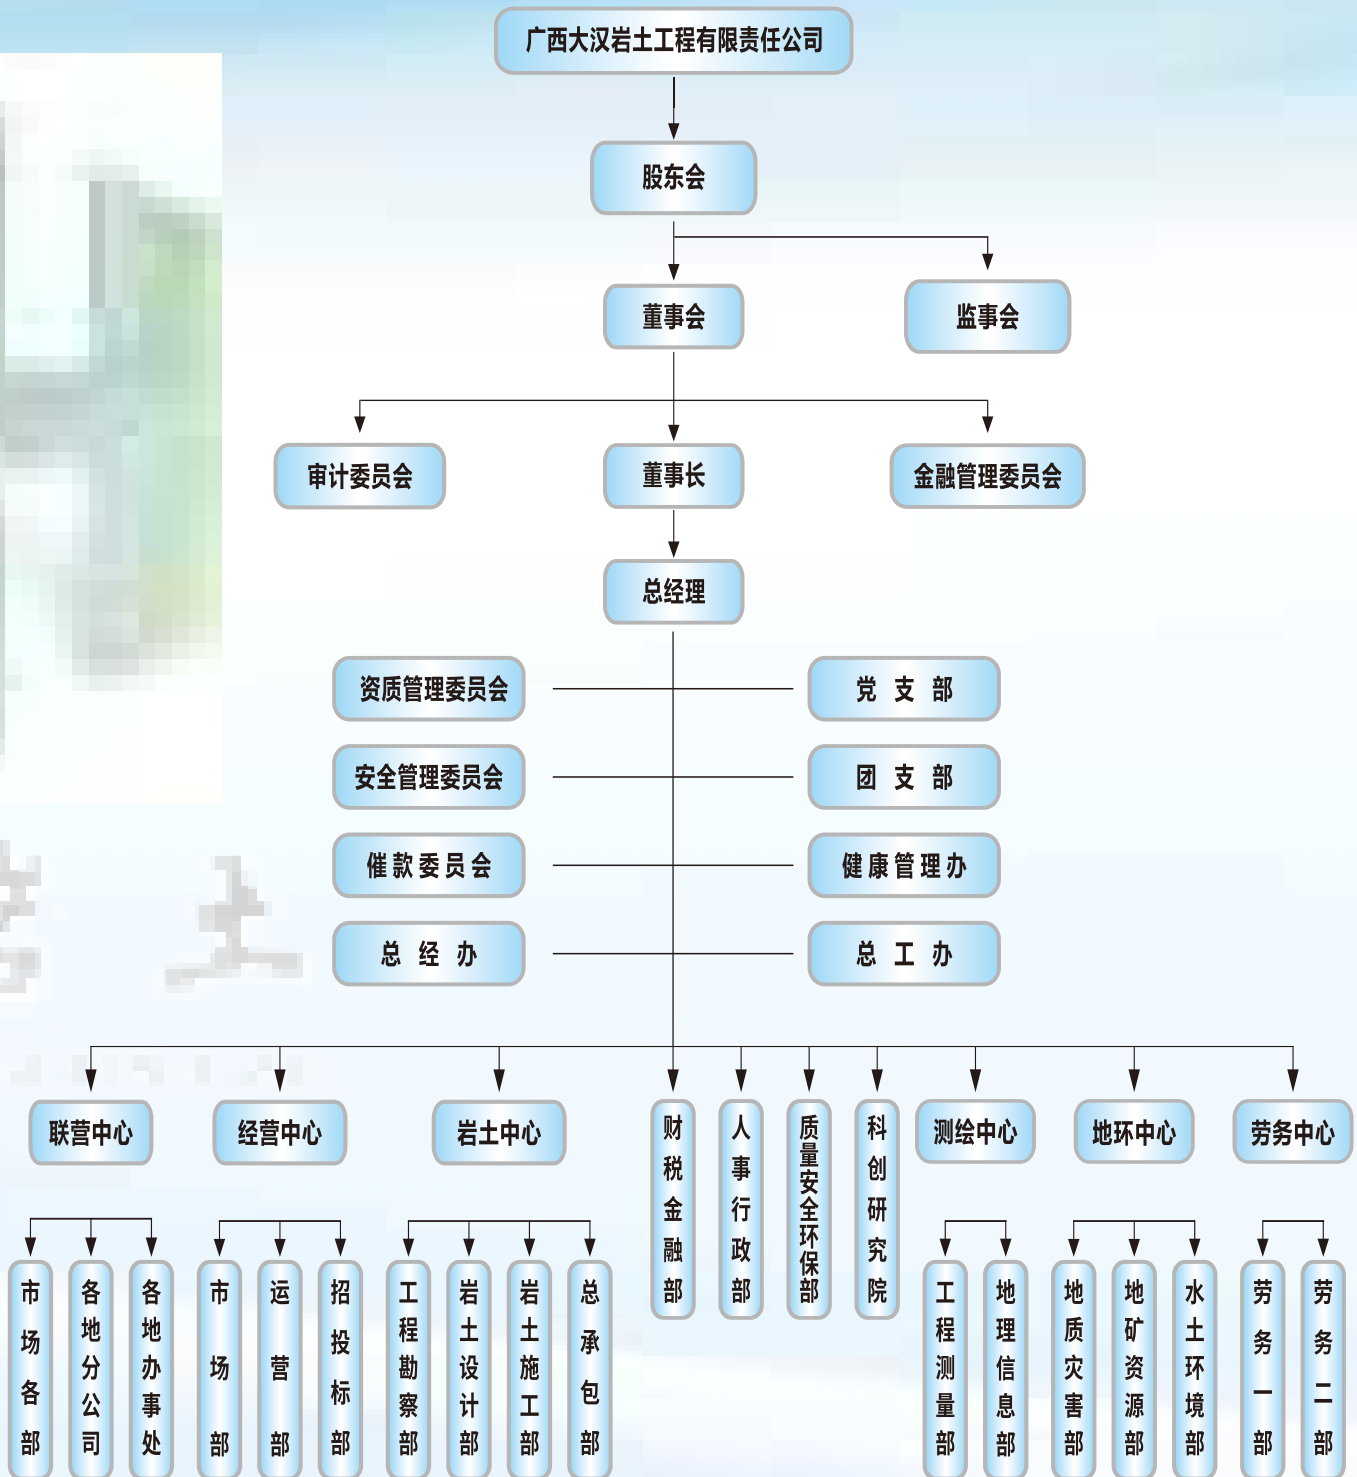 广西大汉岩土工程有限责任公司
股东会
董事会
监事会
审计委员会
董事长
金融管理委员会
总经理
资质管理委员会
党支部
安全管理委员会
团支部
催款委员会
健康管理办
总经办
总工办
联营中心
经营中心
岩土中心
财税金融部
人事行政部
质量安全环保部
科创研究院
测绘中心
地环中心
劳务中心
市场各部
各地分公司
各地办事处
市场部
运营部
招投标部
工程勘察部
岩土设计部
岩土施工部
总承包部
工程测量部
地理信息部
地质灾害部
地矿资源部
水土环境部
劳务一部
劳务二部